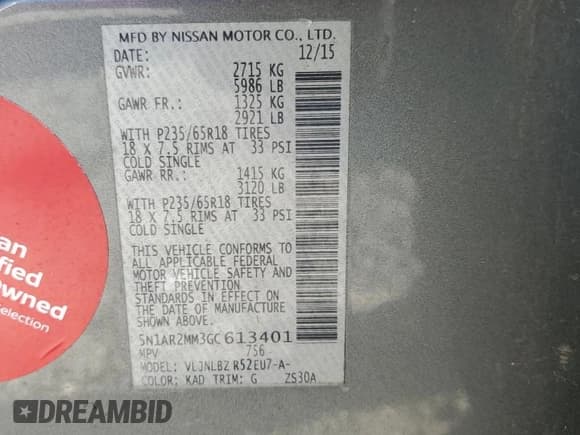 MFD BY NISSAN MOTOR CO., LTD.
DATE: 12/15
GVWR: 2715 KG
5986 LB
GAWR FR.: 1325 KG
2921 LB
WITH P235/65R18 TIRES
18 X 7.5 RIMS AT 33 PSI
COLD SINGLE
GAWR RR.: 1415 KG
3120 LB
WITH P235/65R18 TIRES
18 X 7.5 RIMS AT 33 PSI
COLD SINGLE
THIS VEHICLE CONFORMS TO
ALL APPLICABLE FEDERAL
MOTOR VEHICLE SAFETY AND
THEFT PREVENTION
STANDARDS IN EFFECT ON
THE DATE OF MANUFACTURE
SHOWN ABOVE.
5N1AR2MM3GC613401
MPV 756
MODEL: VLJNLBZ R52EU7-A-
COLOR: KAD TRIM: G ZS30A
an
fied
Owned
election
DREAMBID